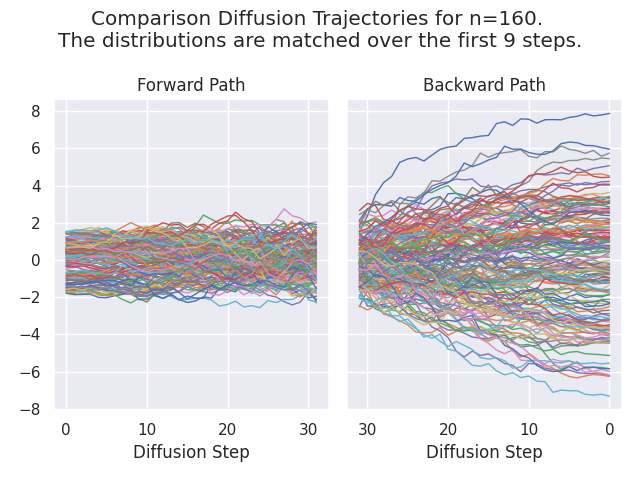 Comparison Diffusion Trajectories for n=160.
The distributions are matched over the first 9 steps.
Forward Path
Backward Path
8
6
4
2
0
−2
−4
−6
−8
0 10 20 30
30 20 10 0
Diffusion Step
Diffusion Step